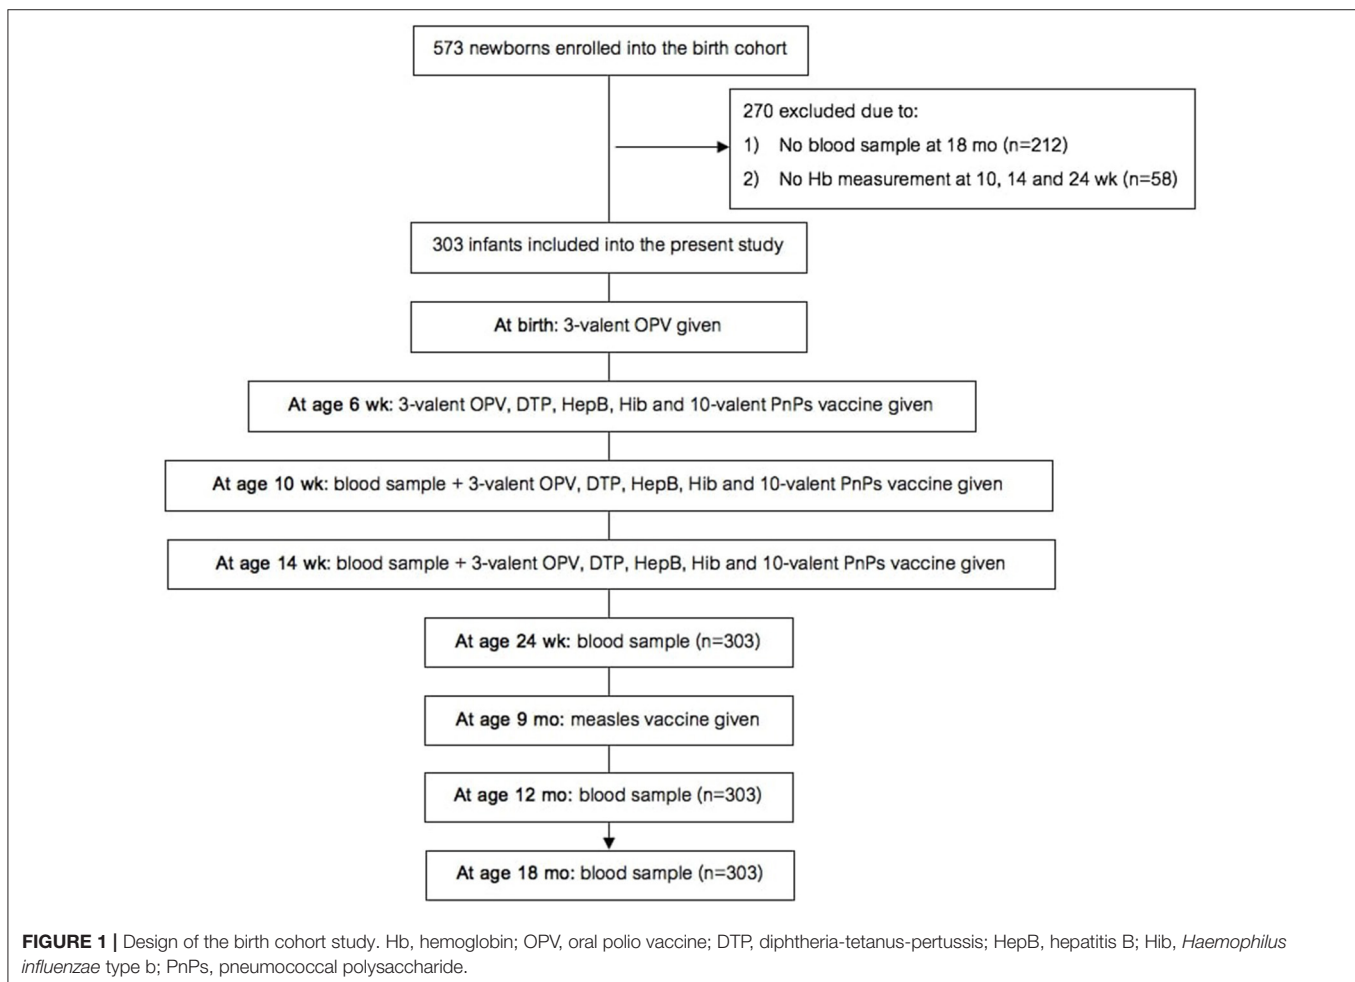 573 newborns enrolled into the birth cohort
270 excluded due to:
1) No blood sample at 18 mo (n=212)
2) No Hb measurement at 10, 14 and 24 wk (n=58)
303 infants included into the present study
At birth: 3-valent OPV given
At age 6 wk: 3-valent OPV, DTP, HepB, Hib and 10-valent PnPs vaccine given
At age 10 wk: blood sample + 3-valent OPV, DTP, HepB, Hib and 10-valent PnPs vaccine given
At age 14 wk: blood sample + 3-valent OPV, DTP, HepB, Hib and 10-valent PnPs vaccine given
At age 24 wk: blood sample (n=303)
At age 9 mo: measles vaccine given
At age 12 mo: blood sample (n=303)
At age 18 mo: blood sample (n=303)
FIGURE 1 | Design of the birth cohort study. Hb, hemoglobin; OPV, oral polio vaccine; DTP, diphtheria-tetanus-pertussis; HepB, hepatitis B; Hib, Haemophilus
influenzae type b; PnPs, pneumococcal polysaccharide.